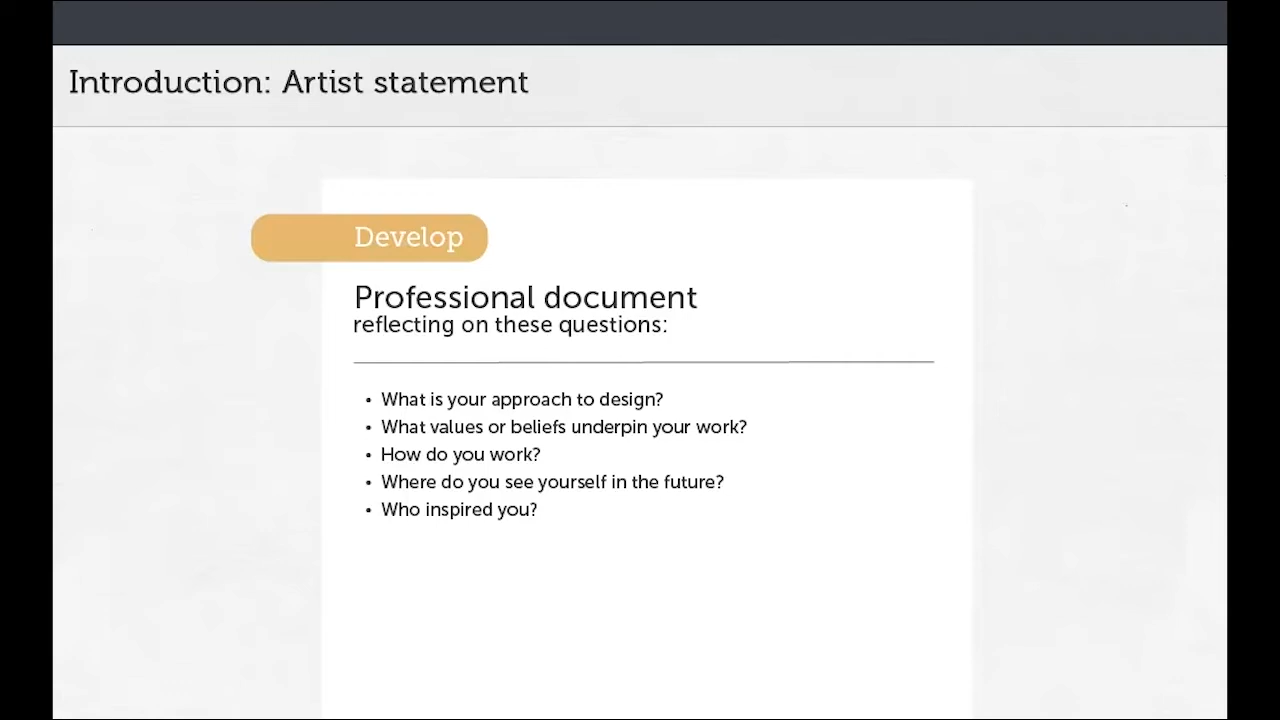 Introduction: Artist statement
Develop
Professional document
reflecting on these questions:
• What is your approach to design?
• What values or beliefs underpin your work?
• How do you work?
• Where do you see yourself in the future?
• Who inspired you?